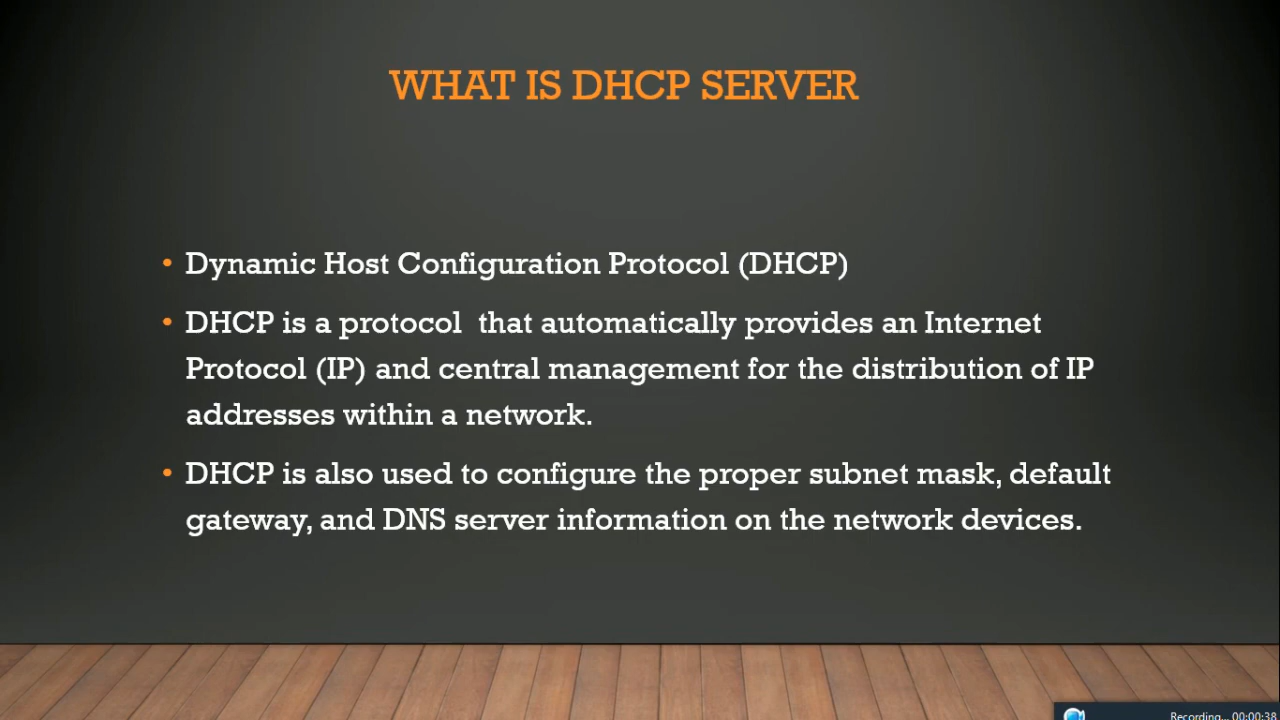 WHAT IS DHCP SERVER
• Dynamic Host Configuration Protocol (DHCP)
• DHCP is a protocol  that automatically provides an Internet
Protocol (IP) and central management for the distribution of IP
addresses within a network.
• DHCP is also used to configure the proper subnet mask, default
gateway, and DNS server information on the network devices.
Recording... 00:00:38